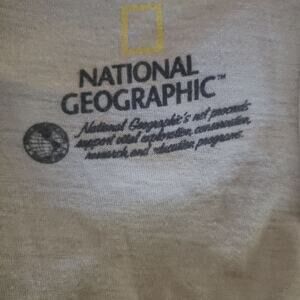 NATIONAL
GEOGRAPHIC™
National Geographic's net proceeds
support vital exploration, conservation,
research, and education programs.